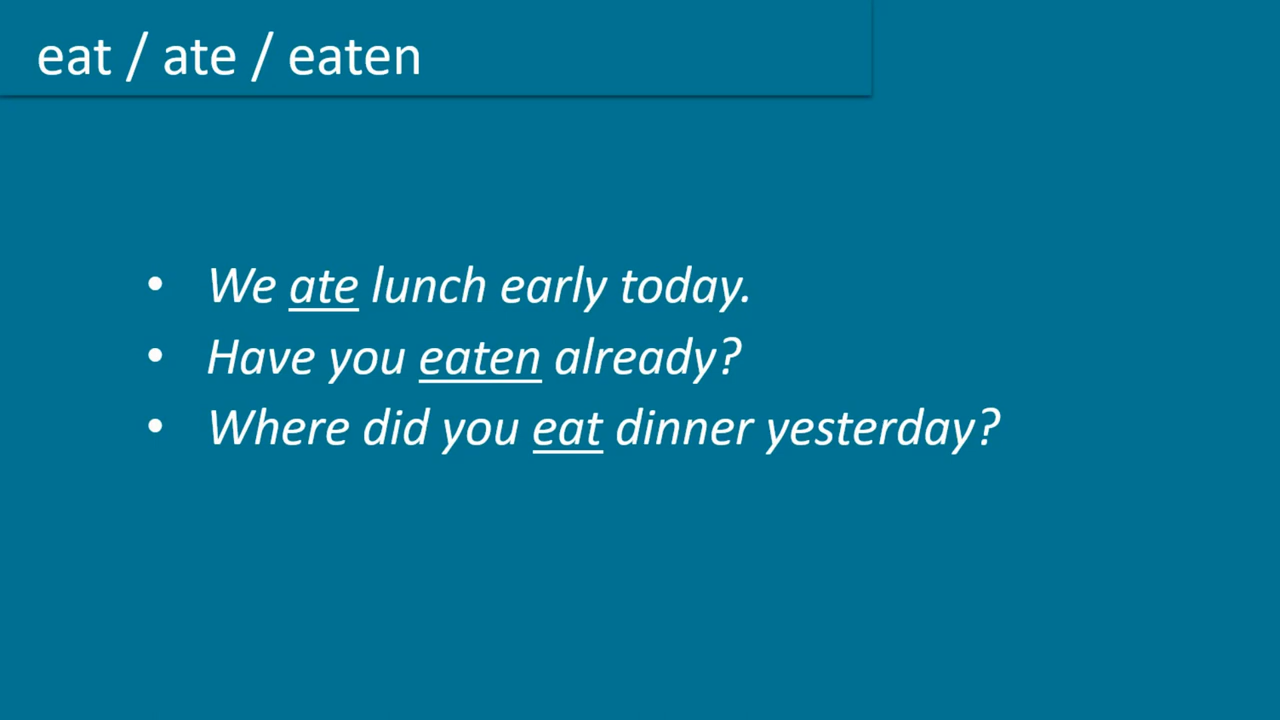 eat / ate / eaten
• We ate lunch early today.
• Have you eaten already?
• Where did you eat dinner yesterday?